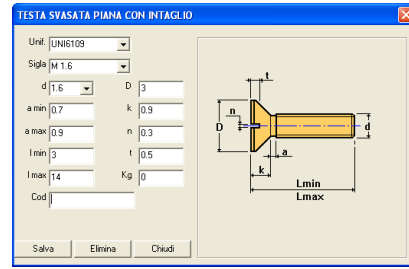 TESTA SVASATA PIANA CON INTAGLIO
Unif. UNI6109
Sigla M 1.6
d 1.6 D 3
a min 0.7 k 0.9
a max 0.9 n 0.3
l min 3 t 0.5
l max 14 Kg 0
Cod
Salva Elimina Chiudi
t
n
D d
a
k
Lmin
Lmax